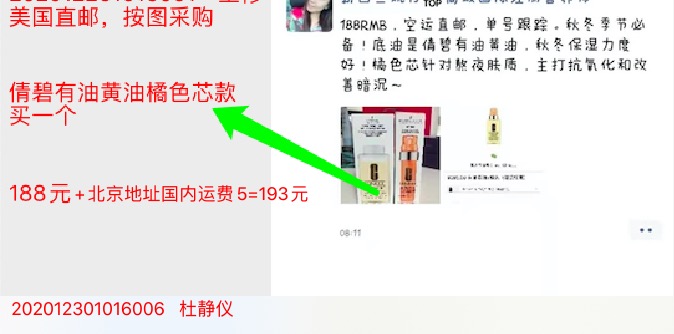 美国直邮，按图采购
倩碧有油黄油橘色芯款
买一个
188元+北京地址国内运费5=193元
TOP
188RMB，空运直邮，单号跟踪，秋冬季节必
备！底油是倩碧有油黄油，秋冬保湿力度
好！橘色芯针对熬夜肤质，主打抗氧化和改
善暗沉～
08:11
202012301016006 杜静仪